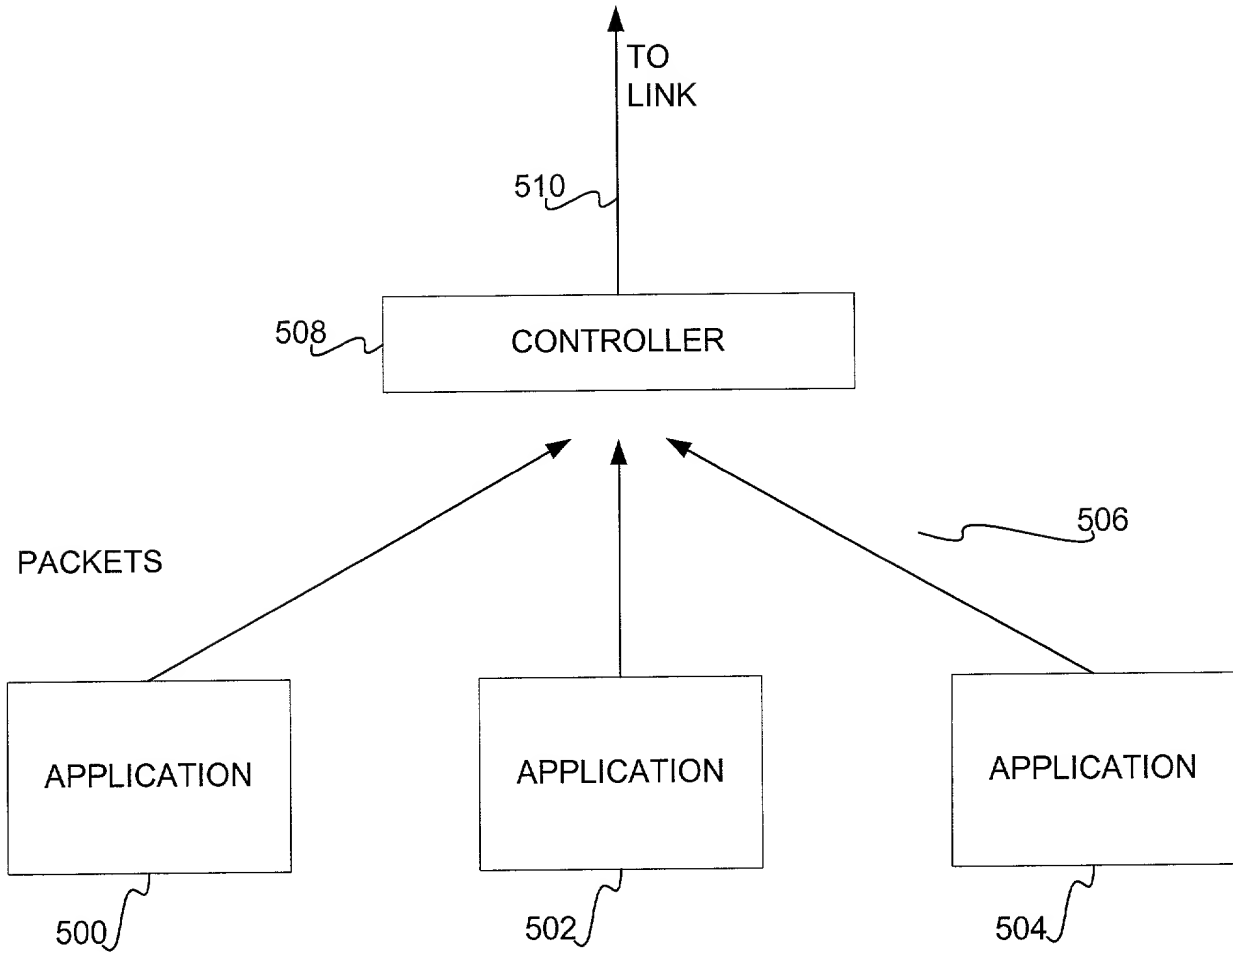 TO
LINK
510
508
CONTROLLER
506
PACKETS
APPLICATION
APPLICATION
APPLICATION
500
502
504